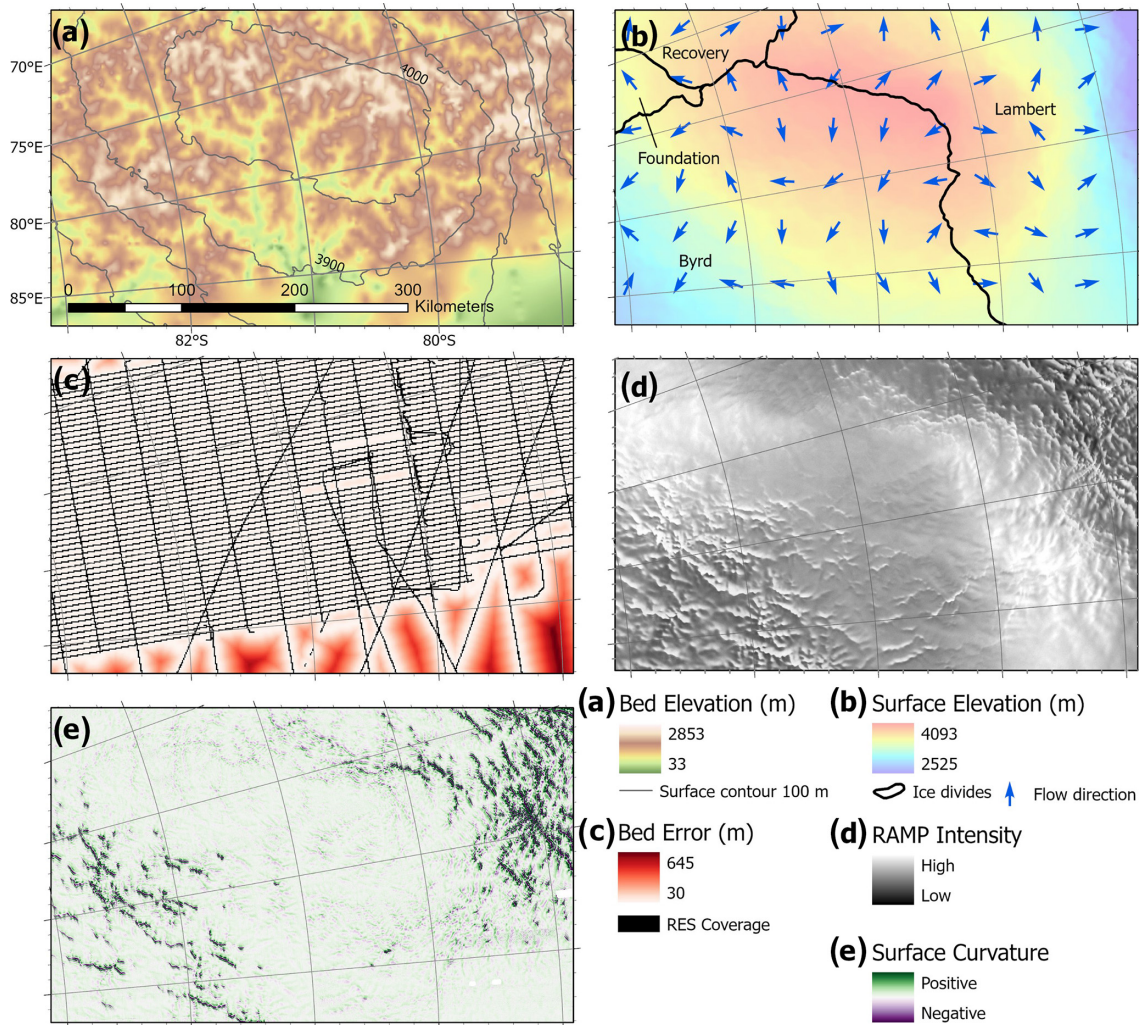 (a)
4000
70°E
75°E
80°E
3900
85°E
0 100 200 300 Kilometers
82°S 80°S
(b)
Recovery
Lambert
Foundation
Byrd
(c)
(d)
(e)
(a) Bed Elevation (m)
2853
33
Surface contour 100 m
(b) Surface Elevation (m)
4093
2525
Ice divides
Flow direction
(c) Bed Error (m)
645
30
RES Coverage
(d) RAMP Intensity
High
Low
(e) Surface Curvature
Positive
Negative